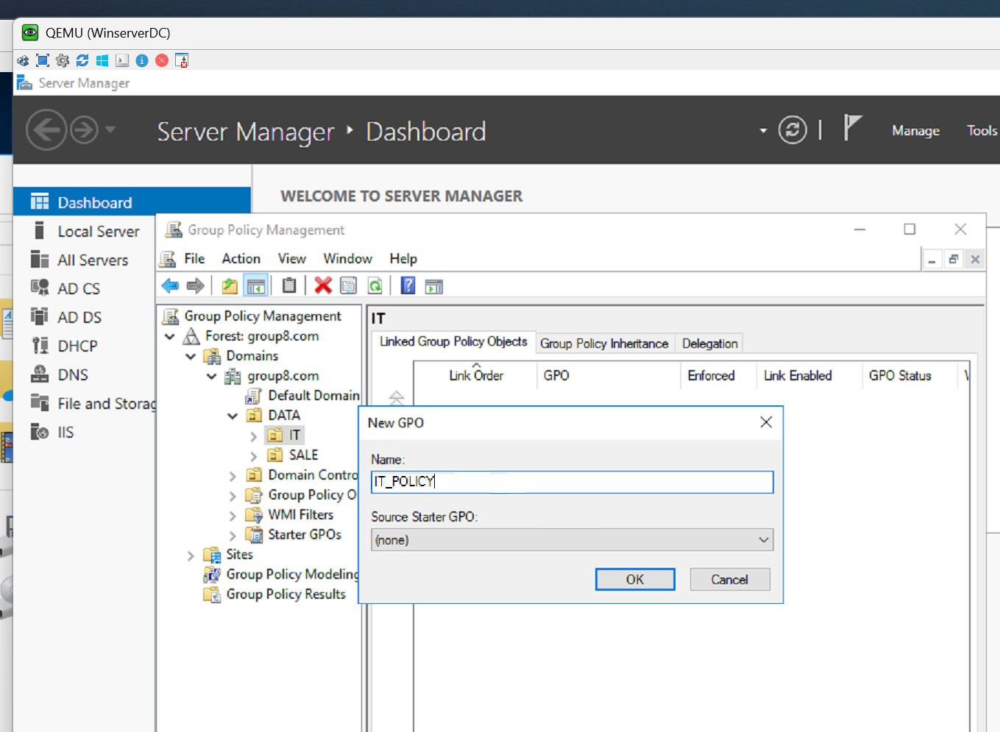 QEMU (WinserverDC)
Server Manager
Server Manager Dashboard
Manage
Tools
Dashboard
Local Server
All Servers
AD CS
AD DS
DHCP
DNS
File and Storag
IIS
WELCOME TO SERVER MANAGER
Group Policy Management
File Action View Window Help
Group Policy Management
Forest: group8.com
Domains
group8.com
Default Domain
DATA
IT
SALE
Domain Contro
Group Policy O
WMI Filters
Starter GPOs
Sites
Group Policy Modeling
Group Policy Results
IT
Linked Group Policy Objects Group Policy Inheritance Delegation
Link Order GPO Enforced Link Enabled GPO Status
New GPO
Name:
IT_POLICY
Source Starter GPO:
(none)
OK Cancel